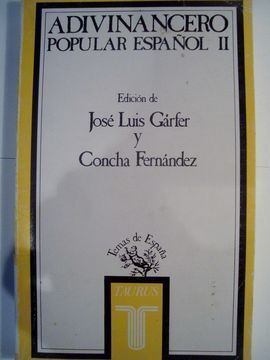 ADIVINANCERO
POPULAR ESPAÑOL II
Edición de
José Luis Gárfer
y
Concha Fernández
Temas de España
TAURUS